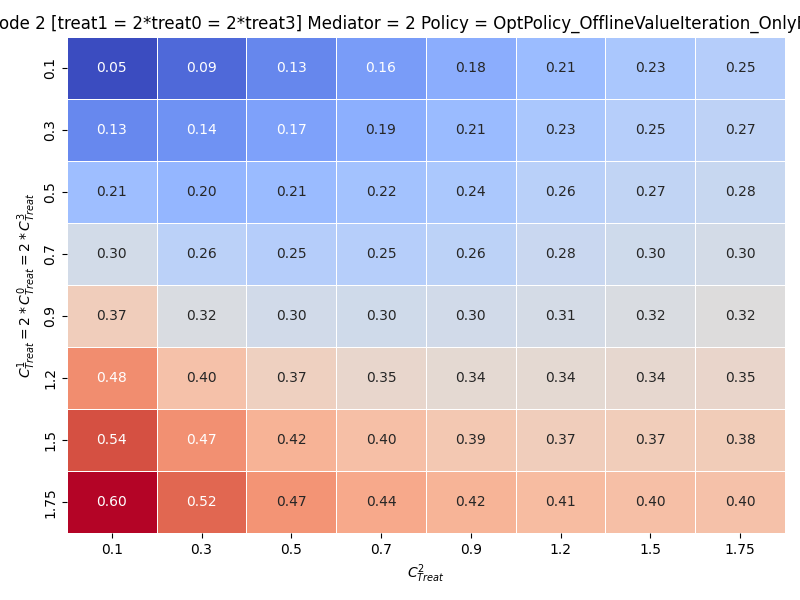 ode 2 [treat1 = 2*treat0 = 2*treat3] Mediator = 2 Policy = OptPolicy_OfflineValueIteration_Only
0.1 0.05 0.09 0.13 0.16 0.18 0.21 0.23 0.25
0.3 0.13 0.14 0.17 0.19 0.21 0.23 0.25 0.27
0.5 0.21 0.20 0.21 0.22 0.24 0.26 0.27 0.28
0.7 0.30 0.26 0.25 0.25 0.26 0.28 0.30 0.30
0.9 0.37 0.32 0.30 0.30 0.30 0.31 0.32 0.32
1.2 0.48 0.40 0.37 0.35 0.34 0.34 0.34 0.35
1.5 0.54 0.47 0.42 0.40 0.39 0.37 0.37 0.38
1.75 0.60 0.52 0.47 0.44 0.42 0.41 0.40 0.40
0.1 0.3 0.5 0.7 0.9 1.2 1.5 1.75
C^1_{Treat} = 2 * C^0_{Treat} = 2 * C^3_{Treat}
C^2_{Treat}